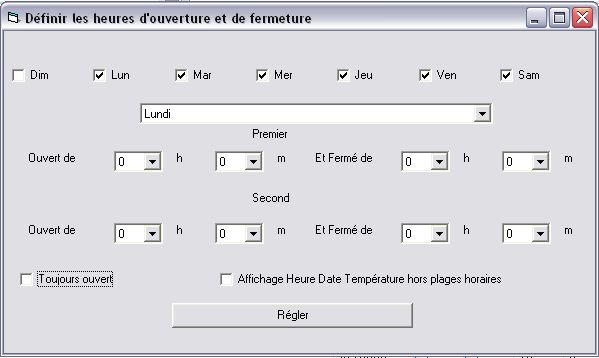 Définir les heures d'ouverture et de fermeture
Dim Lun Mar Mer Jeu Ven Sam
Lundi
Premier
Ouvert de 0 h 0 m Et Fermé de 0 h 0 m
Second
Ouvert de 0 h 0 m Et Fermé de 0 h 0 m
Toujours ouvert Affichage Heure Date Température hors plages horaires
Régler